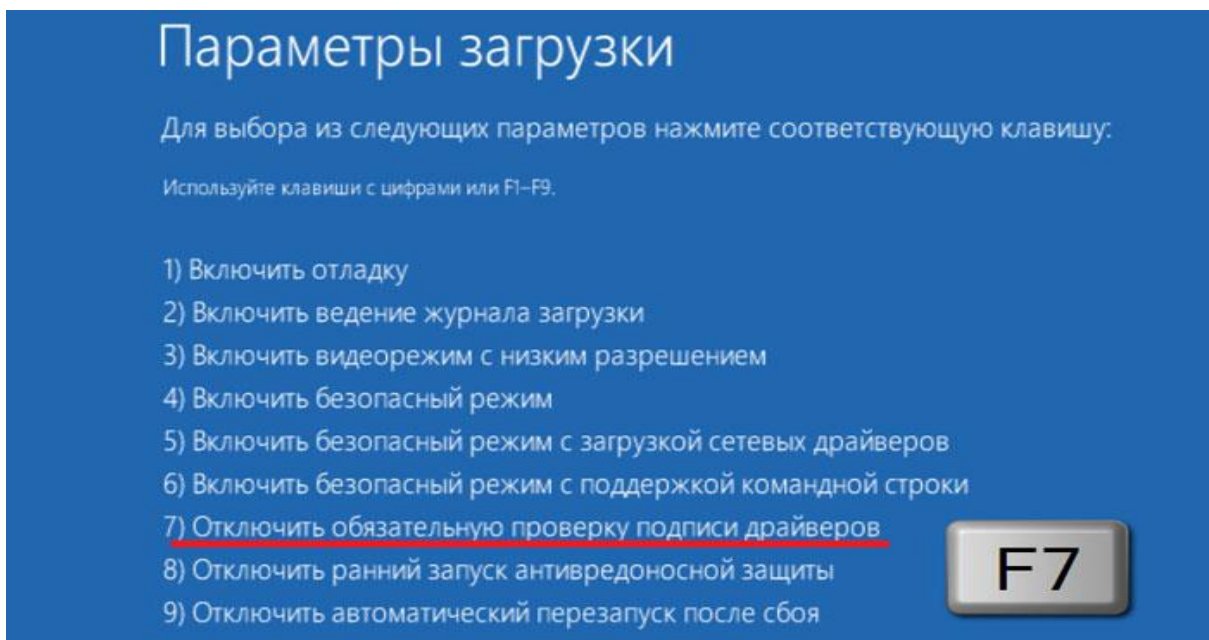 Параметры загрузки
Для выбора из следующих параметров нажмите соответствующую клавишу:
Используйте клавиши с цифрами или F1–F9.
1) Включить отладку
2) Включить ведение журнала загрузки
3) Включить видеорежим с низким разрешением
4) Включить безопасный режим
5) Включить безопасный режим с загрузкой сетевых драйверов
6) Включить безопасный режим с поддержкой командной строки
7) Отключить обязательную проверку подписи драйверов
F7
8) Отключить ранний запуск антивредоносной защиты
9) Отключить автоматический перезапуск после сбоя